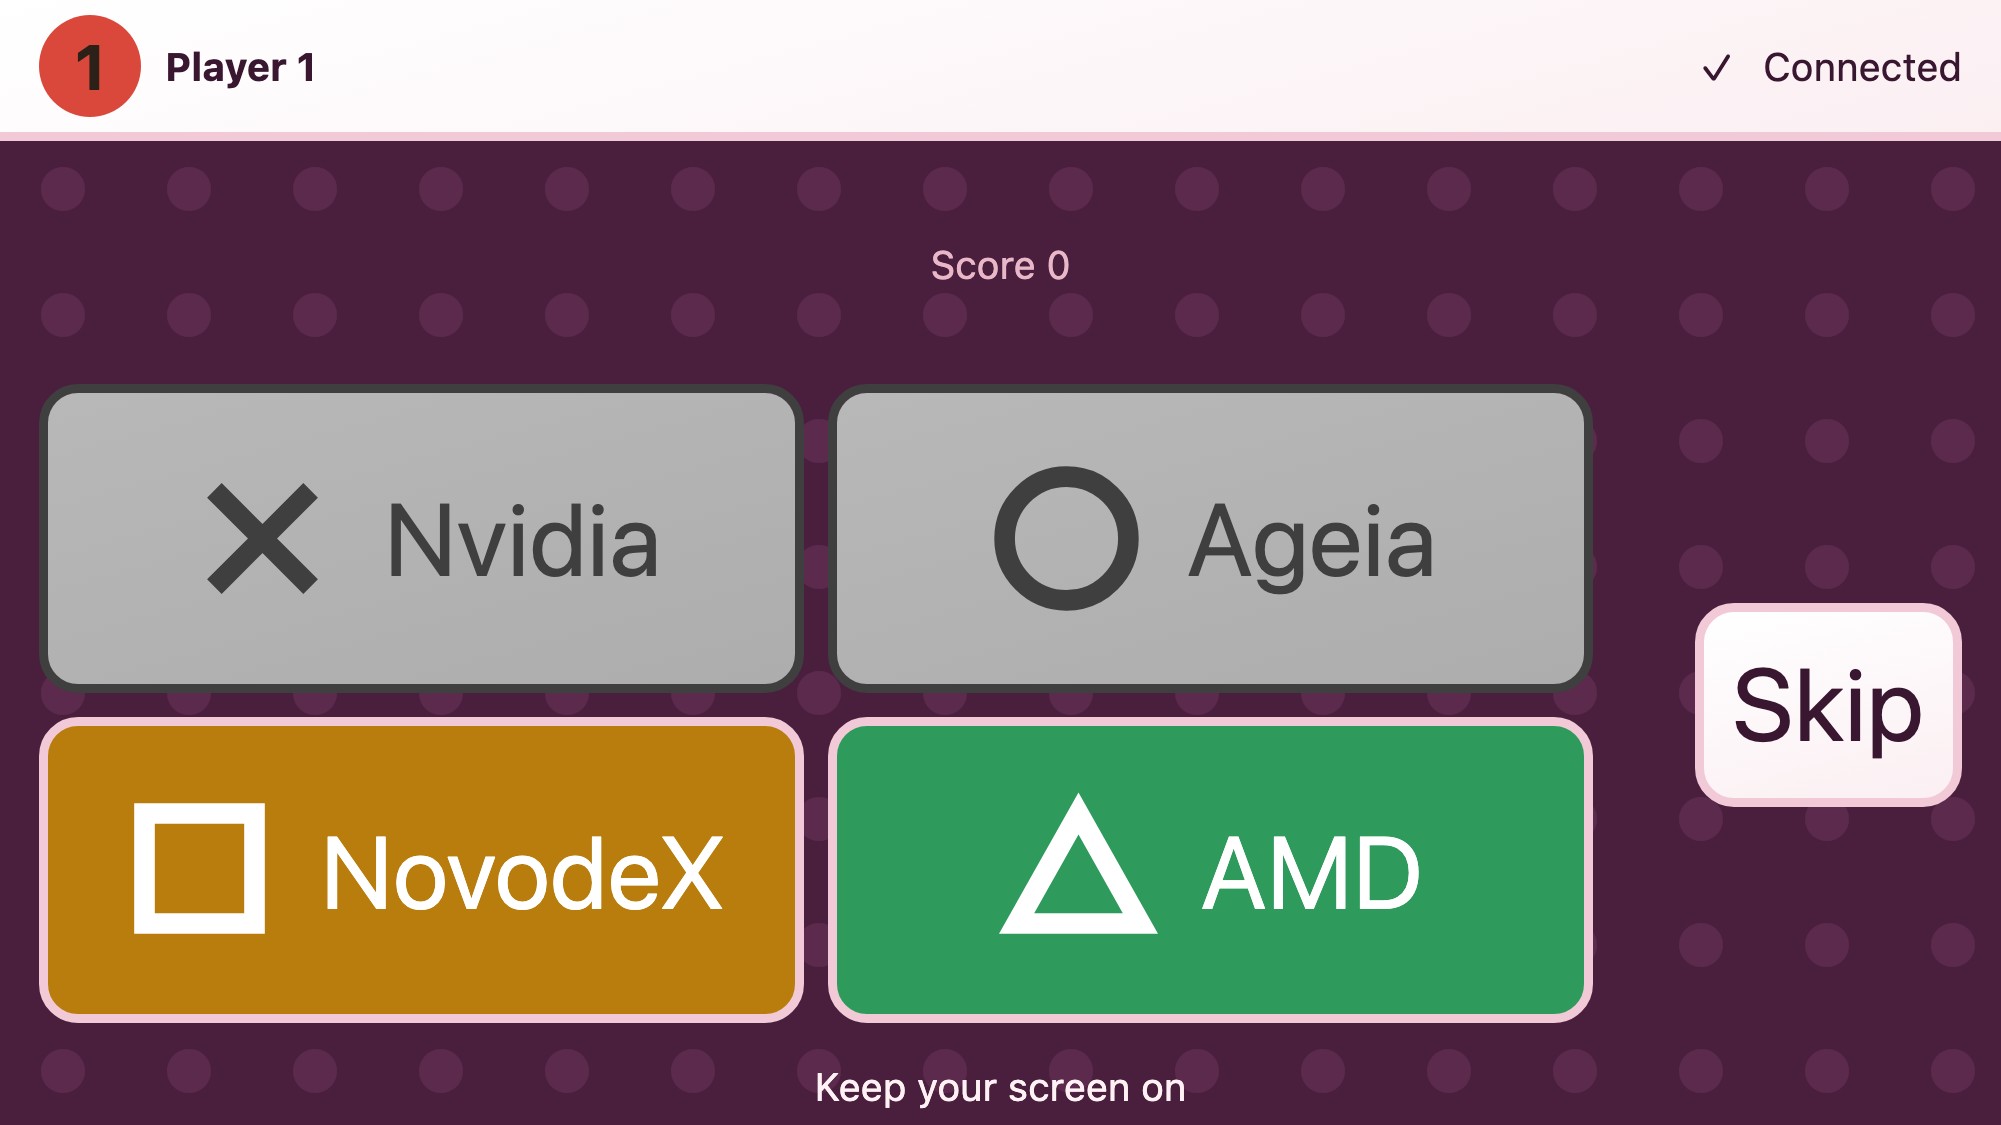 1
Player 1
✓ Connected
Score 0
Nvidia
Ageia
NovodeX
AMD
Skip
Keep your screen on